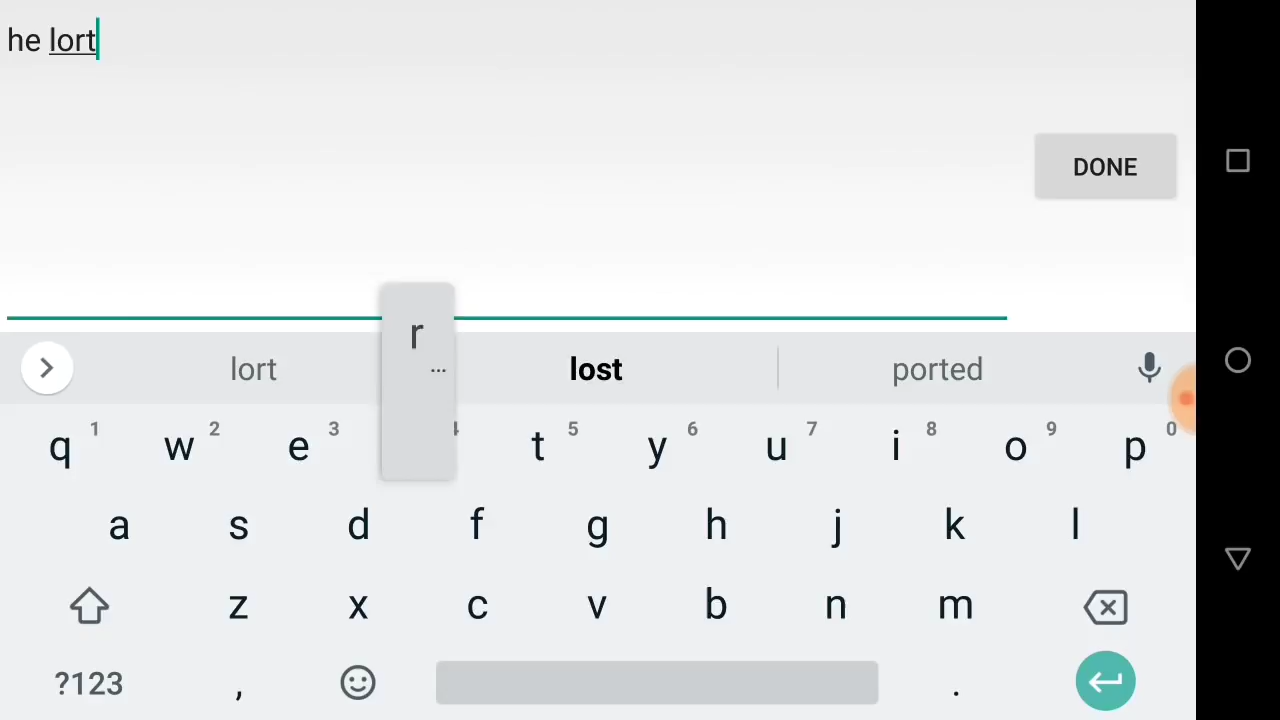 he lort
DONE
r
...
lort lost ported
q 1 w 2 e 3 4 t 5 y 6 u 7 i 8 o 9 p 0
a s d f g h j k l
z x c v b n m
?123 , .